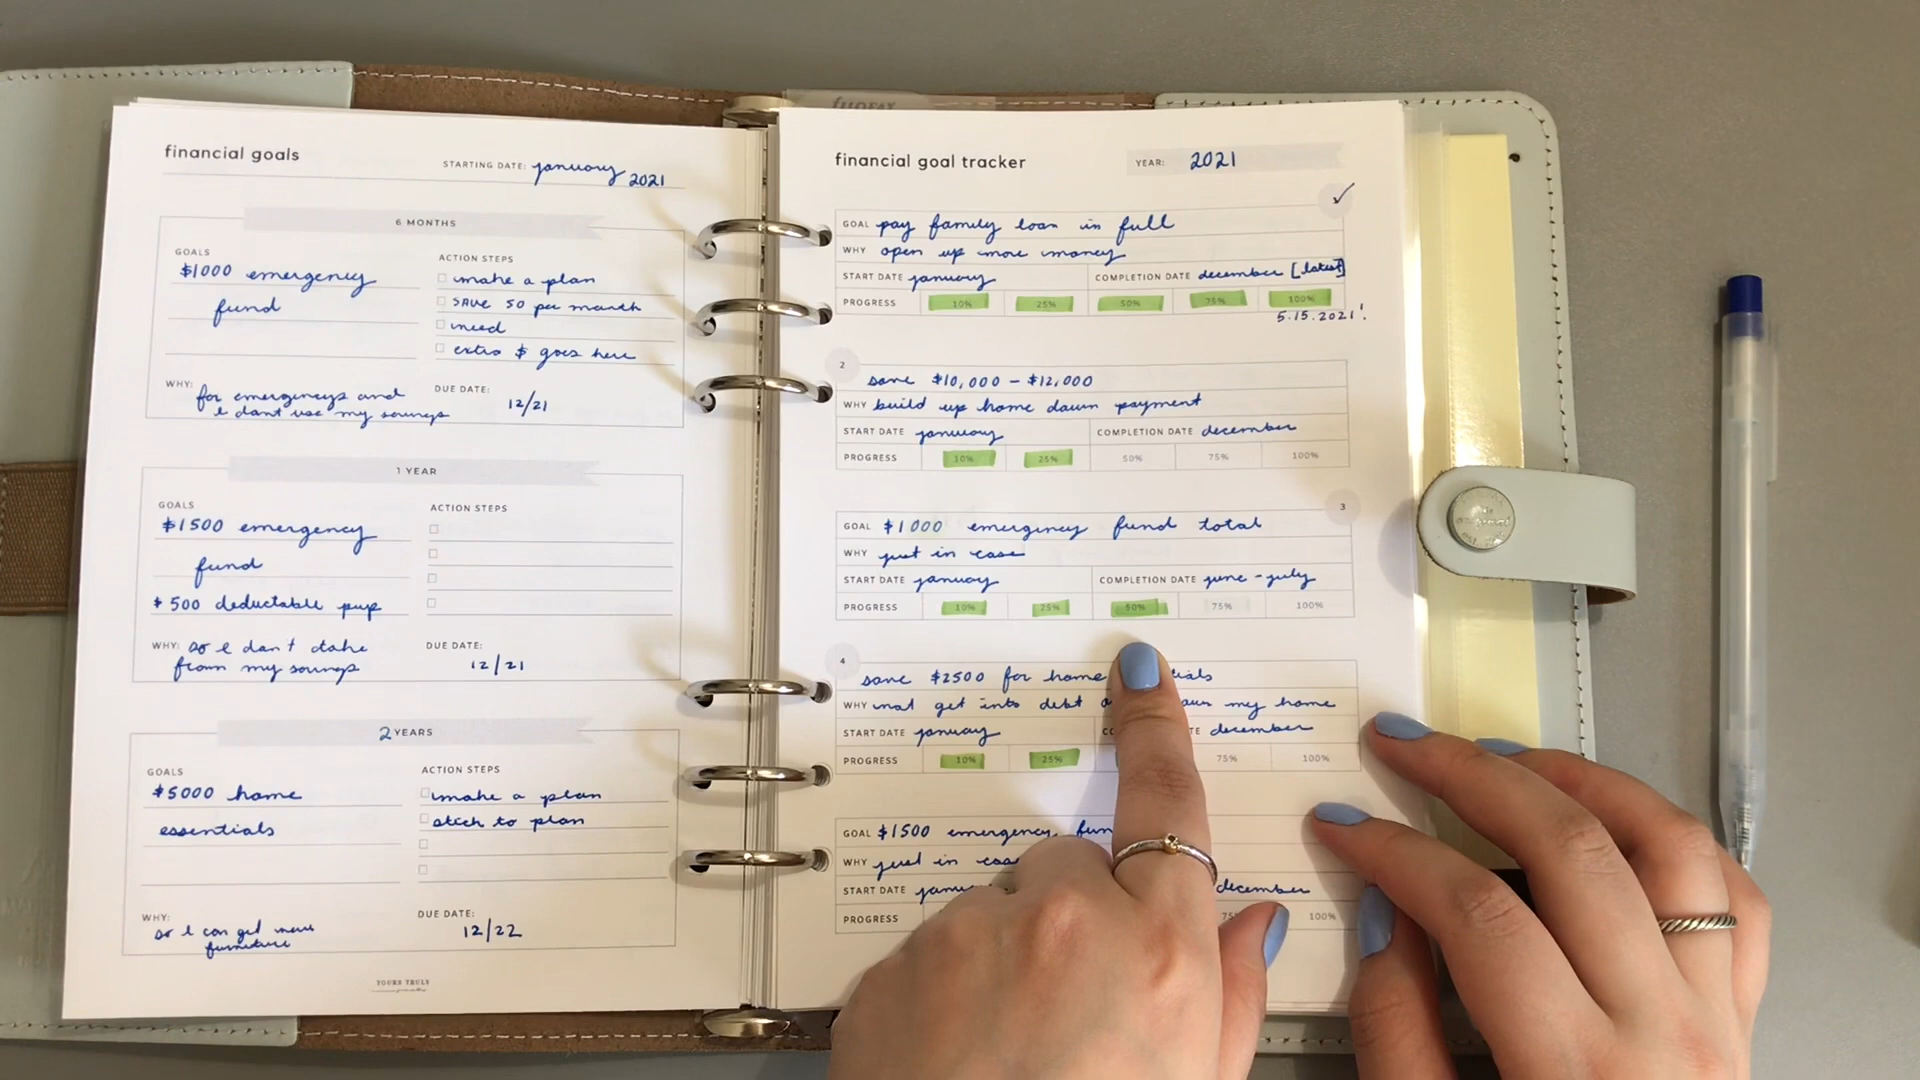 FILOFAX
financial goals
STARTING DATE: january 2021
6 MONTHS
GOALS
$1000 emergency
fund
ACTION STEPS
make a plan
save 50 per month
need
extra $ goes here
WHY: for emergencys and
i dont use my savings
DUE DATE: 12/21
1 YEAR
GOALS
$1500 emergency
fund
$500 deductable pup
ACTION STEPS
WHY: so i don't take
from my savings
DUE DATE:
12/21
2 YEARS
GOALS
$5000 home
essentials
ACTION STEPS
make a plan
stick to plan
WHY:
so i can get new
furniture
DUE DATE:
12/22
YOURS TRULY
financial goal tracker
YEAR: 2021
GOAL pay family loan in full
WHY open up more money
START DATE january COMPLETION DATE december [latest]
PROGRESS 10% 25% 50% 75% 100%
5.15.2021!
2
save $10,000 - $12,000
WHY build up home down payment
START DATE january COMPLETION DATE december
PROGRESS 10% 25% 50% 75% 100%
3
GOAL $1000 emergency fund total
WHY just in case
START DATE january COMPLETION DATE june - july
PROGRESS 10% 25% 50% 75% 100%
4
save $2500 for home
WHY not get into debt my home
START DATE january december
PROGRESS 10% 25% 75% 100%
GOAL $1500 emergency
WHY just in
START DATE december
PROGRESS 100%